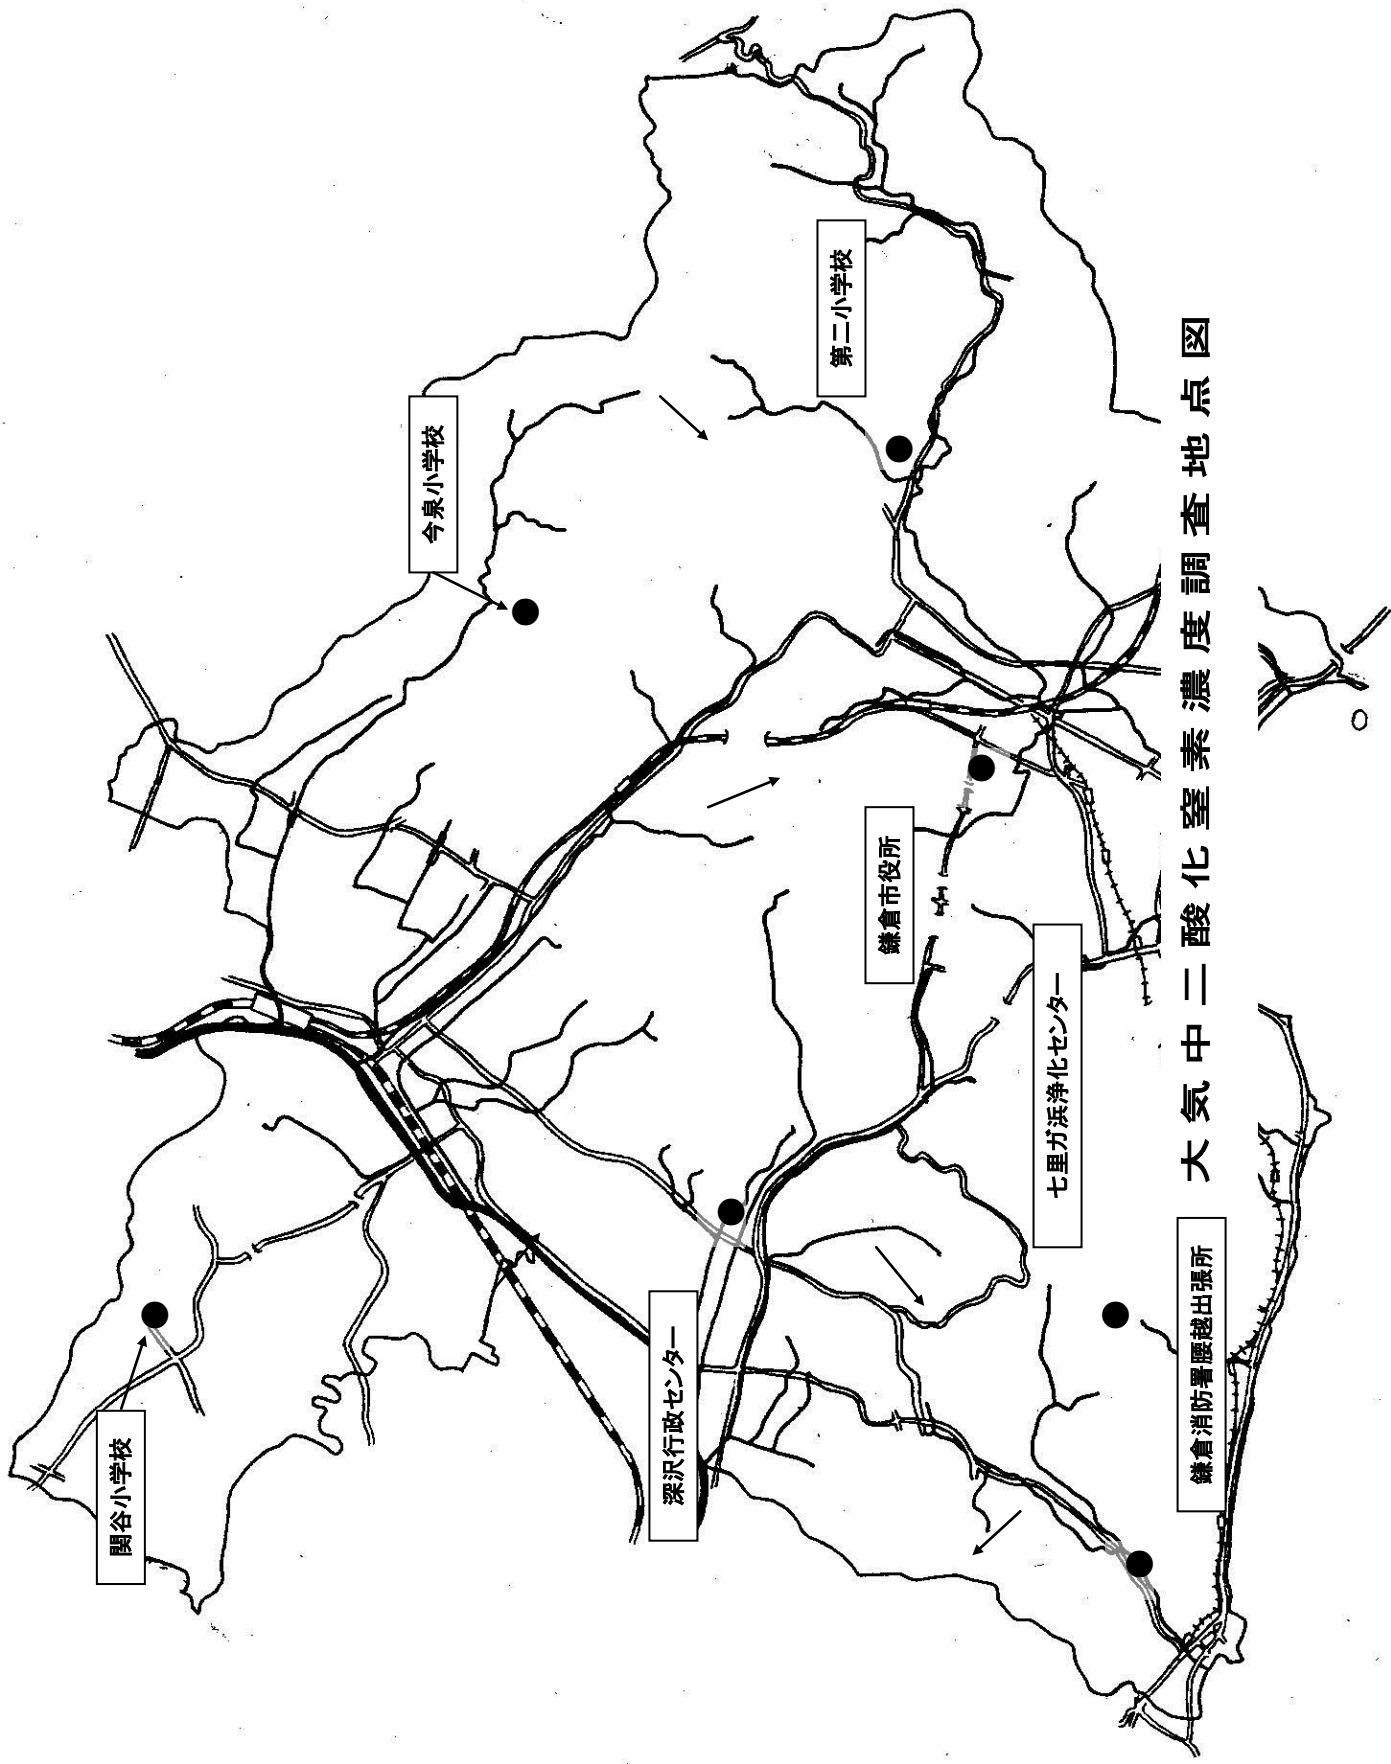 今泉小学校
第二小学校
関谷小学校
深沢行政センター
鎌倉市役所
七里ガ浜浄化センター
鎌倉消防署腰越出張所
大気中二酸化窒素濃度調査地点図